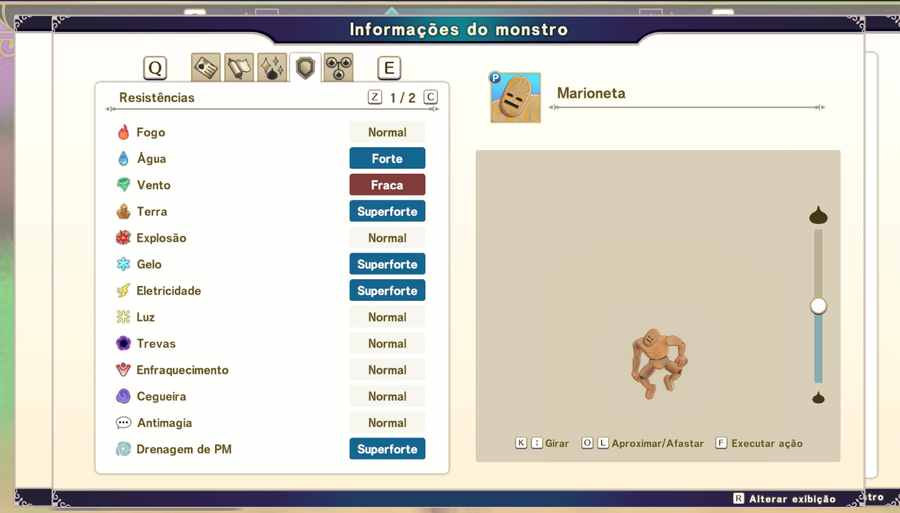 Informações do monstro
Q
E
Resistências
Z 1 / 2 C
P
Marioneta
Fogo Normal
Água Forte
Vento Fraca
Terra Superforte
Explosão Normal
Gelo Superforte
Eletricidade Superforte
Luz Normal
Trevas Normal
Enfraquecimento Normal
Cegueira Normal
Antimagia Normal
Drenagem de PM Superforte
K ; Girar O L Aproximar/Afastar F Executar ação
R Alterar exibição
tro